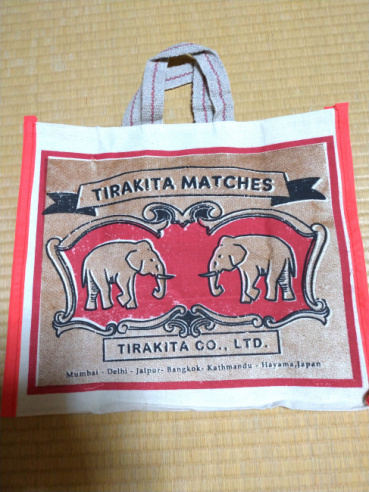 TIRAKITA MATCHES
TIRAKITA CO., LTD.
Mumbai - Delhi - Jaipur- Bangkok- Kathmandu - Hayama,Japan